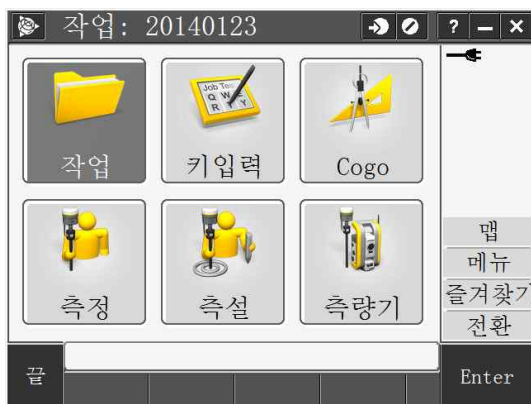 작업: 20140123
?
작업
키입력
Cogo
측정
측설
측량기
맵
메뉴
즐겨찾기
전환
끝
Enter